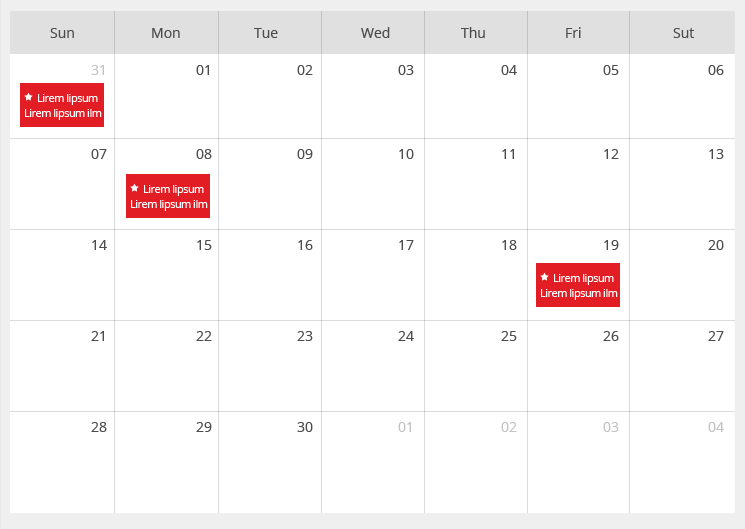 Sun Mon Tue Wed Thu Fri Sut
31 01 02 03 04 05 06
Lirem lipsum
Lirem lipsum ilm
07 08 09 10 11 12 13
Lirem lipsum
Lirem lipsum ilm
14 15 16 17 18 19 20
Lirem lipsum
Lirem lipsum ilm
21 22 23 24 25 26 27
28 29 30 01 02 03 04